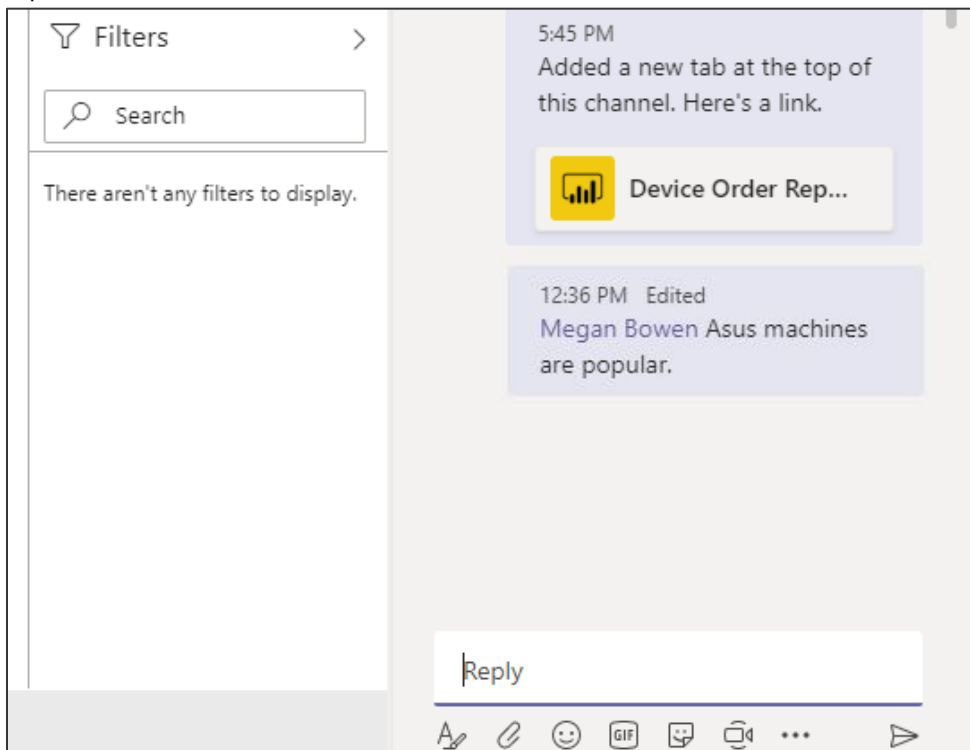 Filters
Search
There aren't any filters to display.
5:45 PM
Added a new tab at the top of
this channel. Here's a link.
Device Order Rep...
12:36 PM Edited
Megan Bowen Asus machines
are popular.
Reply
GIF